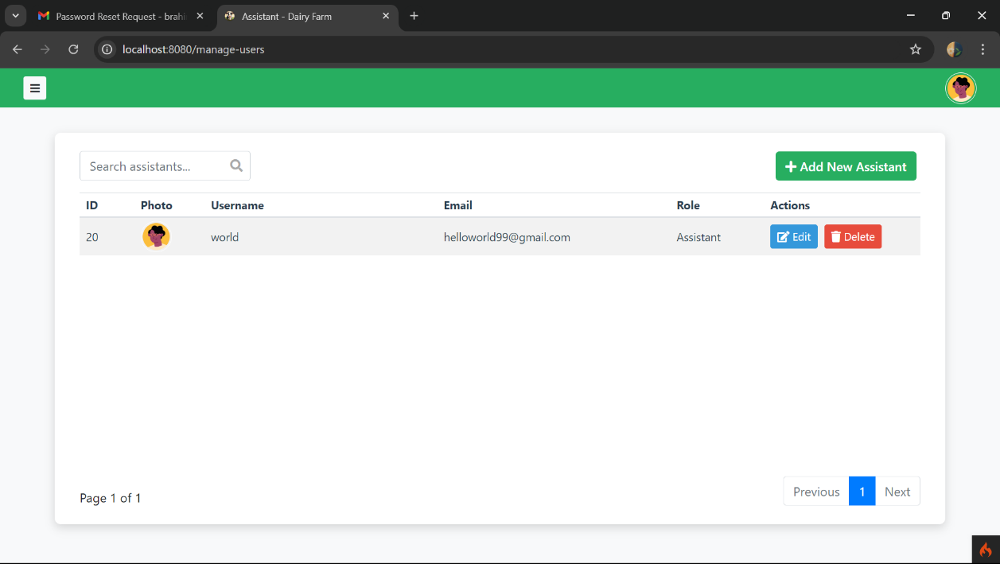 Password Reset Request - brahi
Assistant - Dairy Farm
localhost:8080/manage-users
Search assistants...
Add New Assistant
ID Photo Username Email Role Actions
20 world helloworld99@gmail.com Assistant Edit Delete
Page 1 of 1
Previous 1 Next